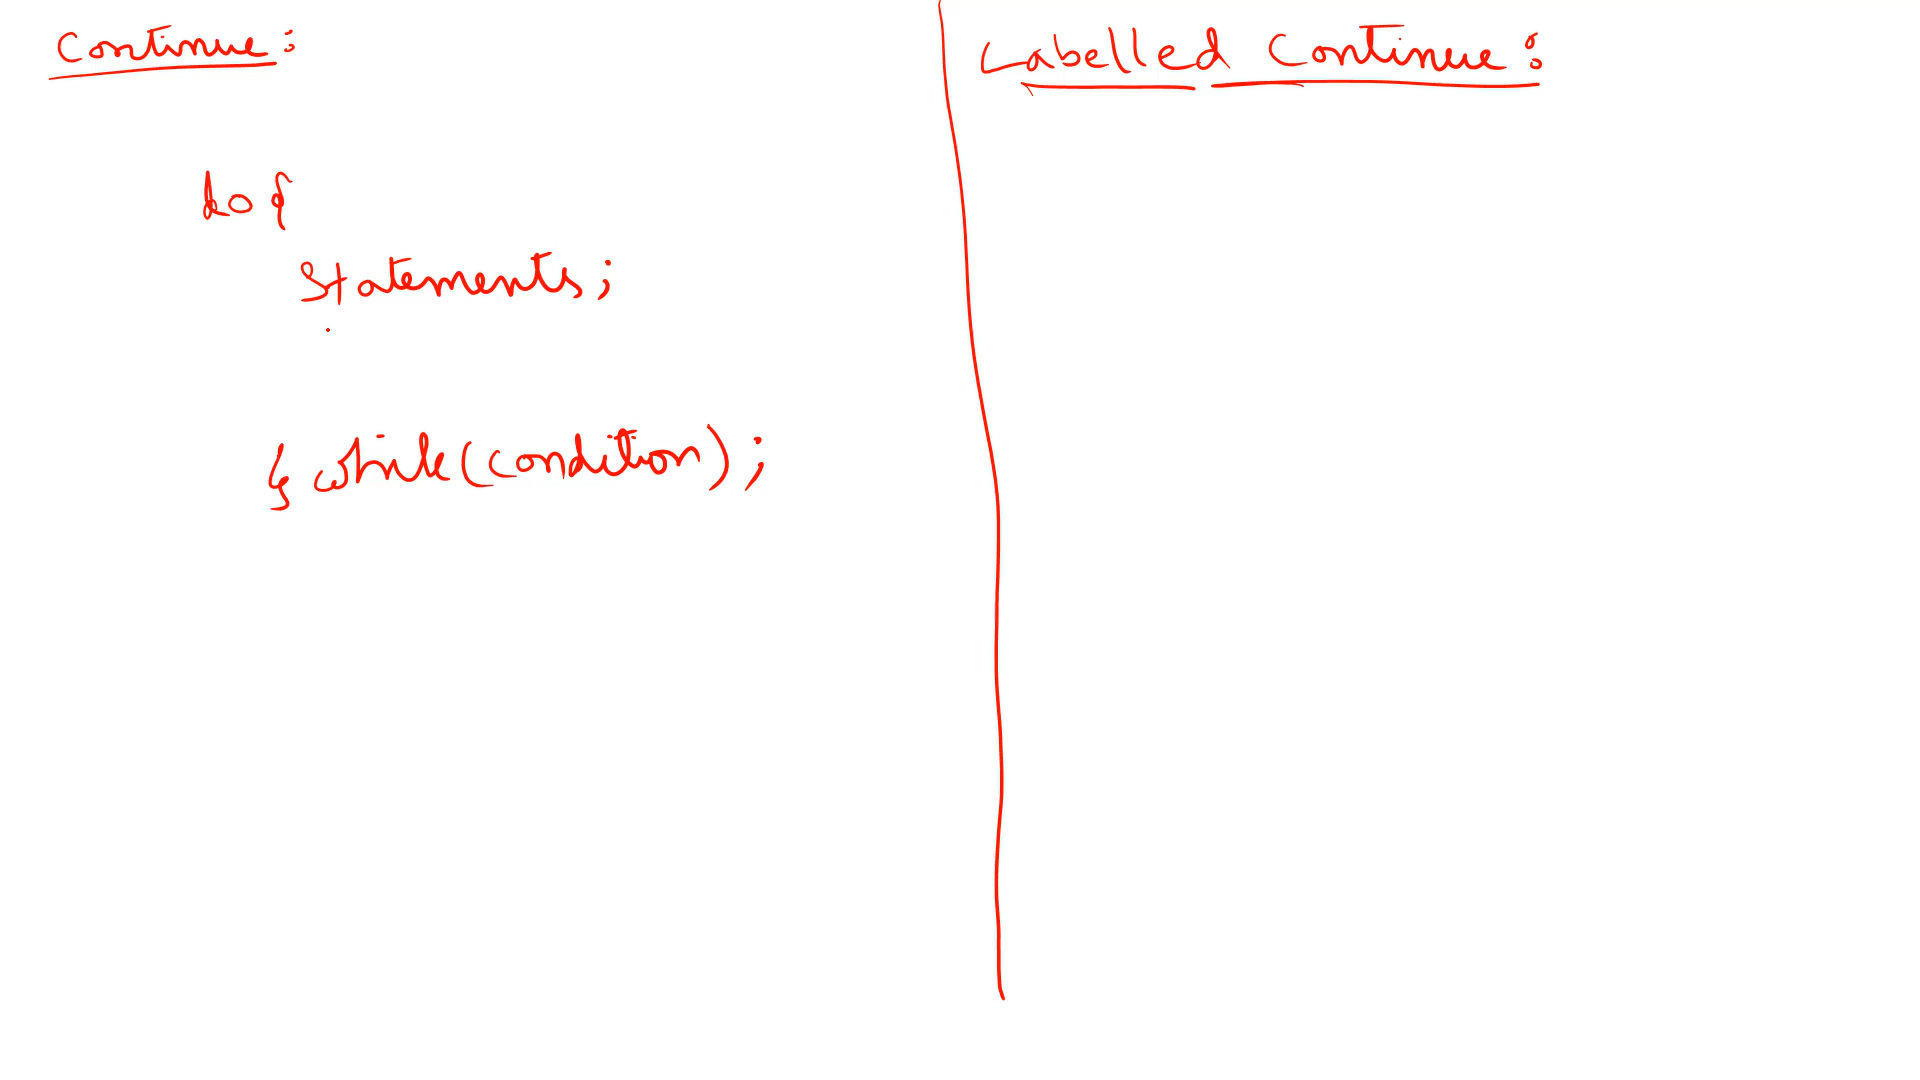 Continue:
do {
Statements;
} while (condition);
Labelled Continue: